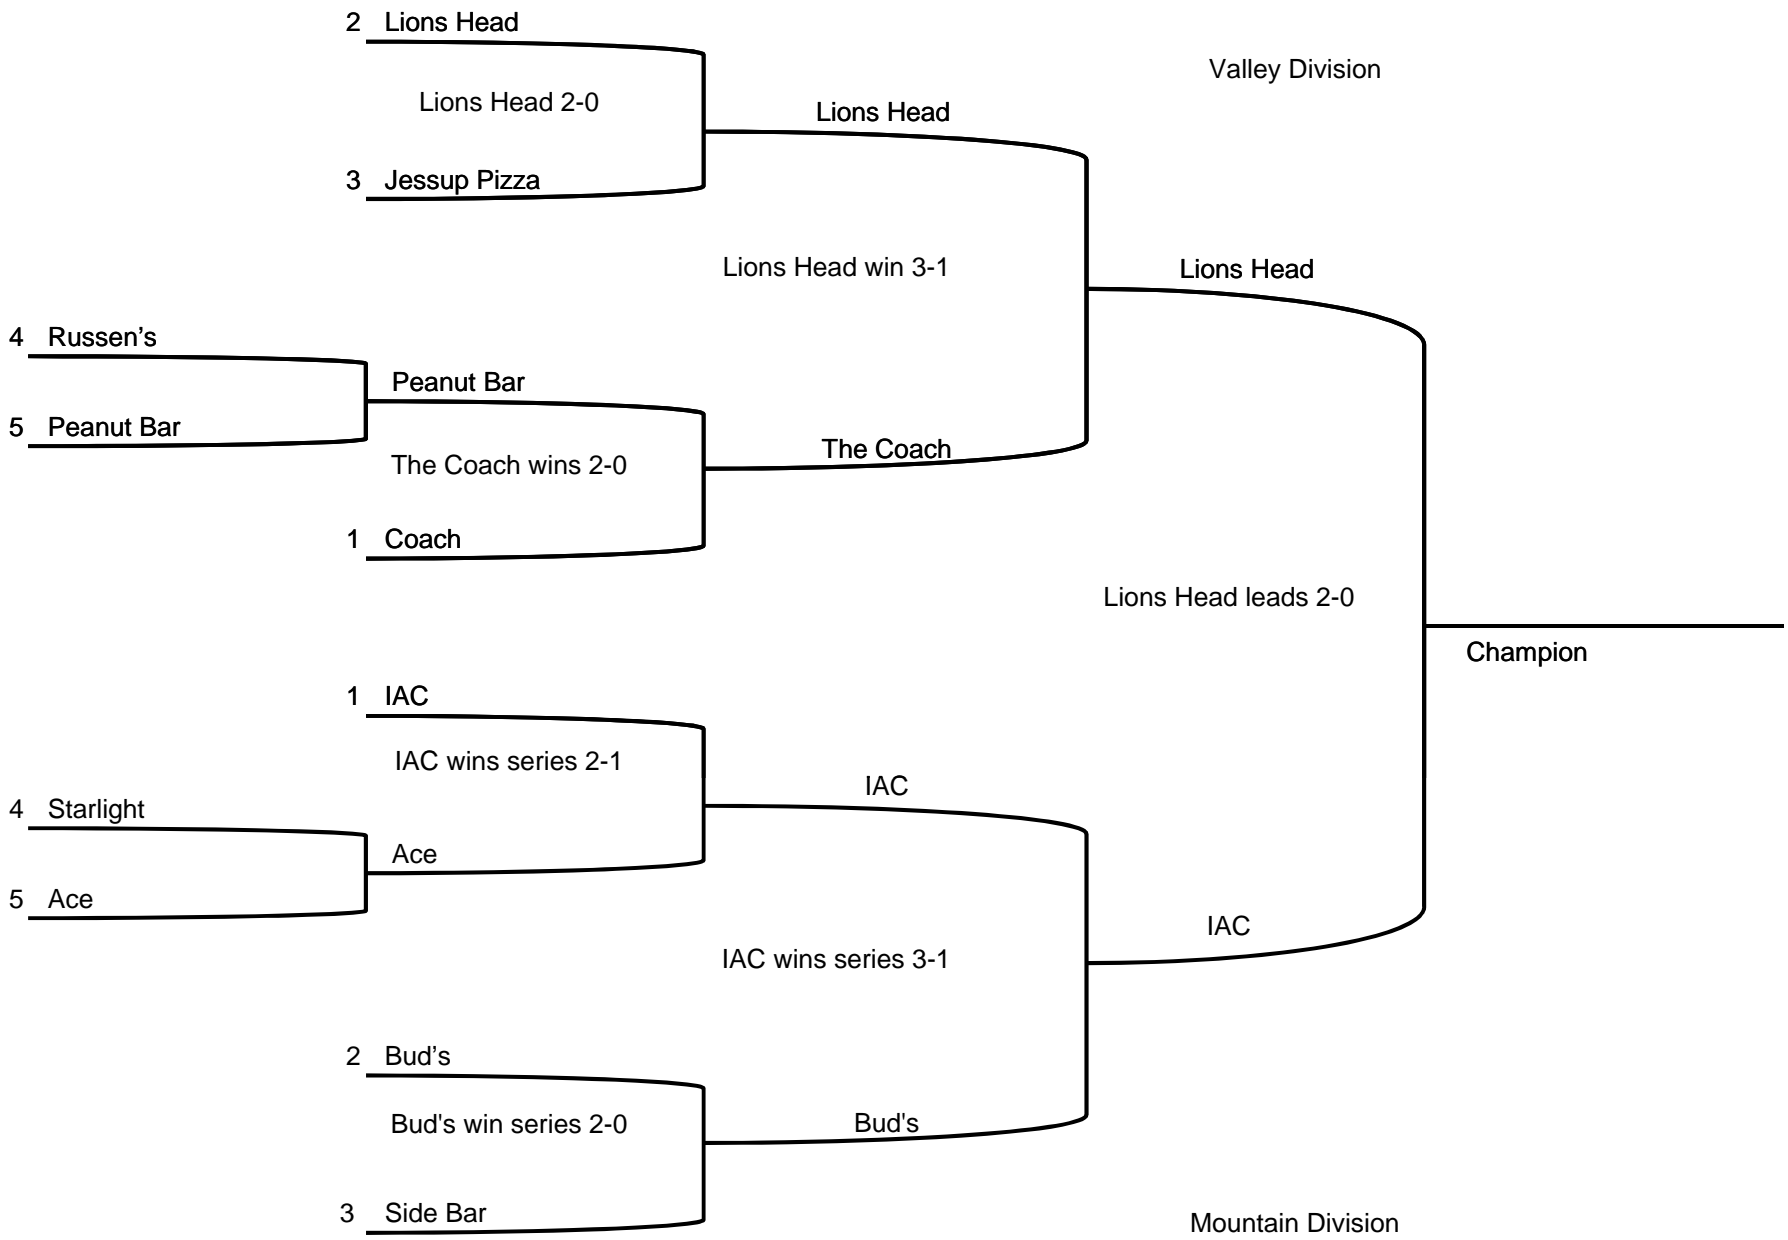 2 Lions Head
Valley Division
Lions Head 2-0
Lions Head
3 Jessup Pizza
Lions Head win 3-1
Lions Head
4 Russen’s
Peanut Bar
5 Peanut Bar
The Coach
The Coach wins 2-0
1 Coach
Lions Head leads 2-0
Champion
1 IAC
IAC wins series 2-1
IAC
4 Starlight
Ace
5 Ace
IAC
IAC wins series 3-1
2 Bud’s
Bud's win series 2-0
Bud's
3 Side Bar
Mountain Division